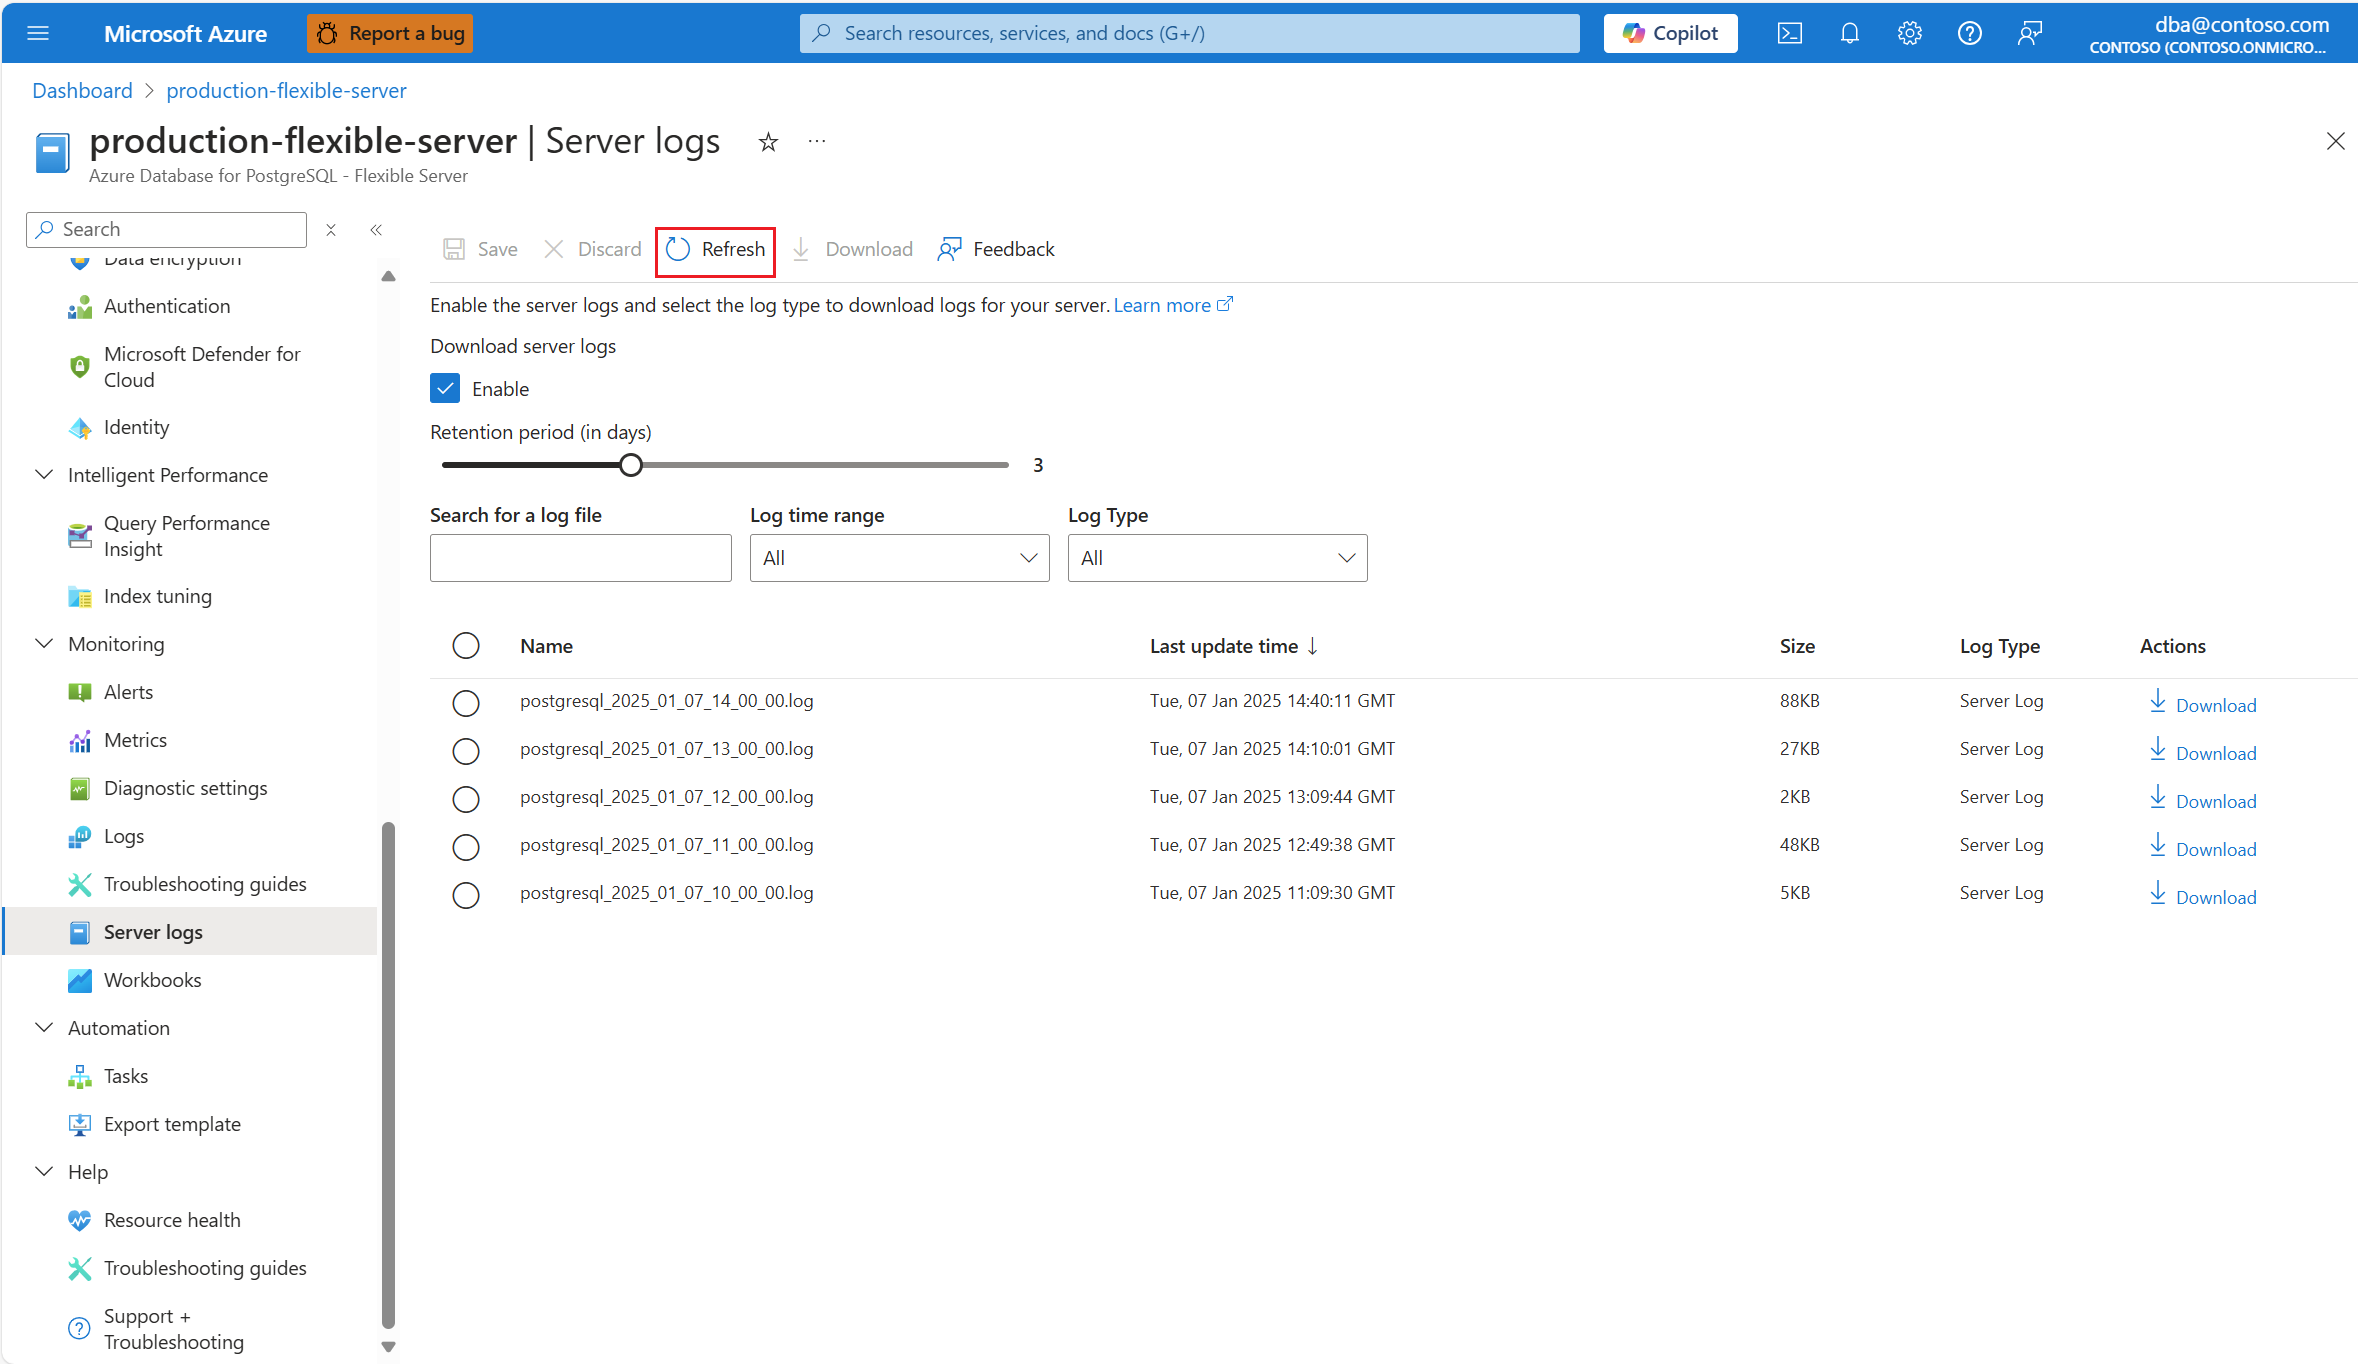 Microsoft Azure
Report a bug
Search resources, services, and docs (G+/)
Copilot
dba@contoso.com
CONTOSO (CONTOSO.ONMICRO...
Dashboard > production-flexible-server
production-flexible-server | Server logs
Azure Database for PostgreSQL - Flexible Server
Search
Data encryption
Authentication
Microsoft Defender for
Cloud
Identity
Intelligent Performance
Query Performance
Insight
Index tuning
Monitoring
Alerts
Metrics
Diagnostic settings
Logs
Troubleshooting guides
Server logs
Workbooks
Automation
Tasks
Export template
Help
Resource health
Troubleshooting guides
Support +
Troubleshooting
Save Discard Refresh Download Feedback
Enable the server logs and select the log type to download logs for your server. Learn more
Download server logs
Enable
Retention period (in days)
3
Search for a log file Log time range Log Type
All All
Name Last update time ↓ Size Log Type Actions
postgresql_2025_01_07_14_00_00.log Tue, 07 Jan 2025 14:40:11 GMT 88KB Server Log Download
postgresql_2025_01_07_13_00_00.log Tue, 07 Jan 2025 14:10:01 GMT 27KB Server Log Download
postgresql_2025_01_07_12_00_00.log Tue, 07 Jan 2025 13:09:44 GMT 2KB Server Log Download
postgresql_2025_01_07_11_00_00.log Tue, 07 Jan 2025 12:49:38 GMT 48KB Server Log Download
postgresql_2025_01_07_10_00_00.log Tue, 07 Jan 2025 11:09:30 GMT 5KB Server Log Download